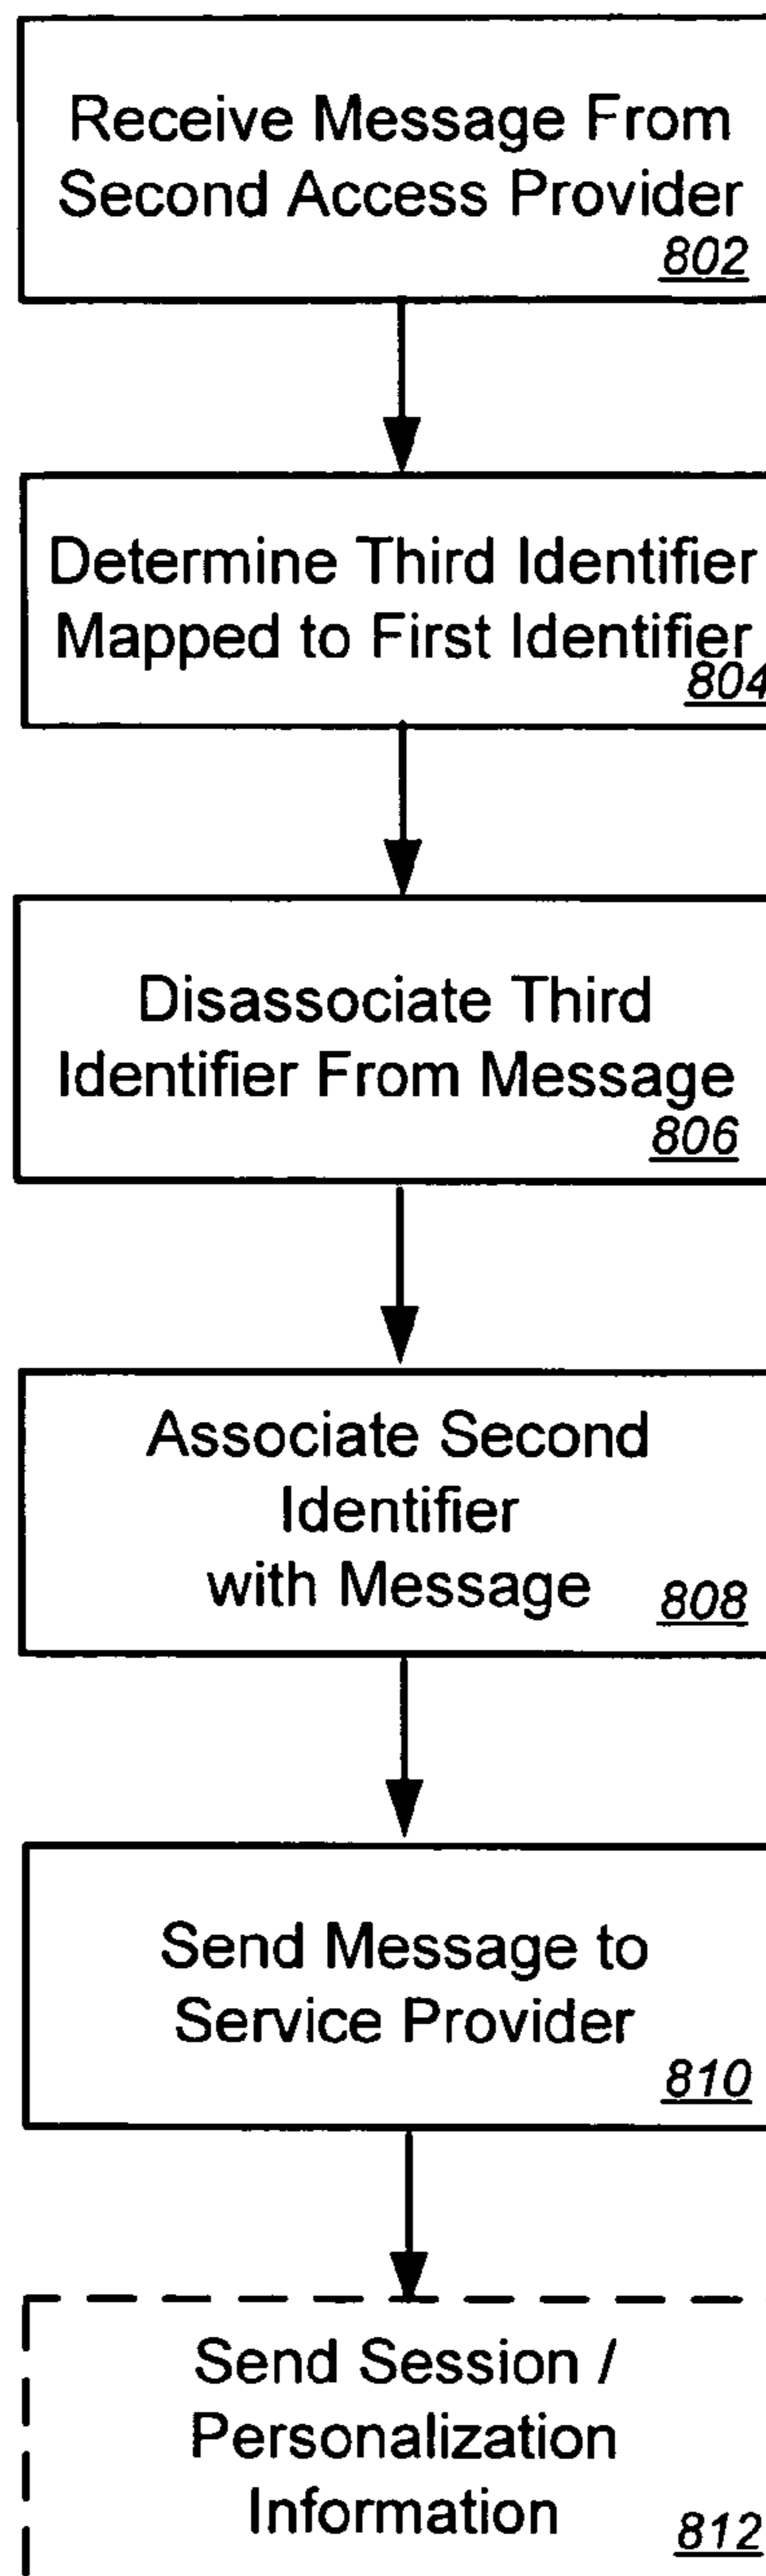 Receive Message From
Second Access Provider
802
Determine Third Identifier
Mapped to First Identifier
804
Disassociate Third
Identifier From Message
806
Associate Second
Identifier
with Message
808
Send Message to
Service Provider
810
Send Session /
Personalization
Information
812